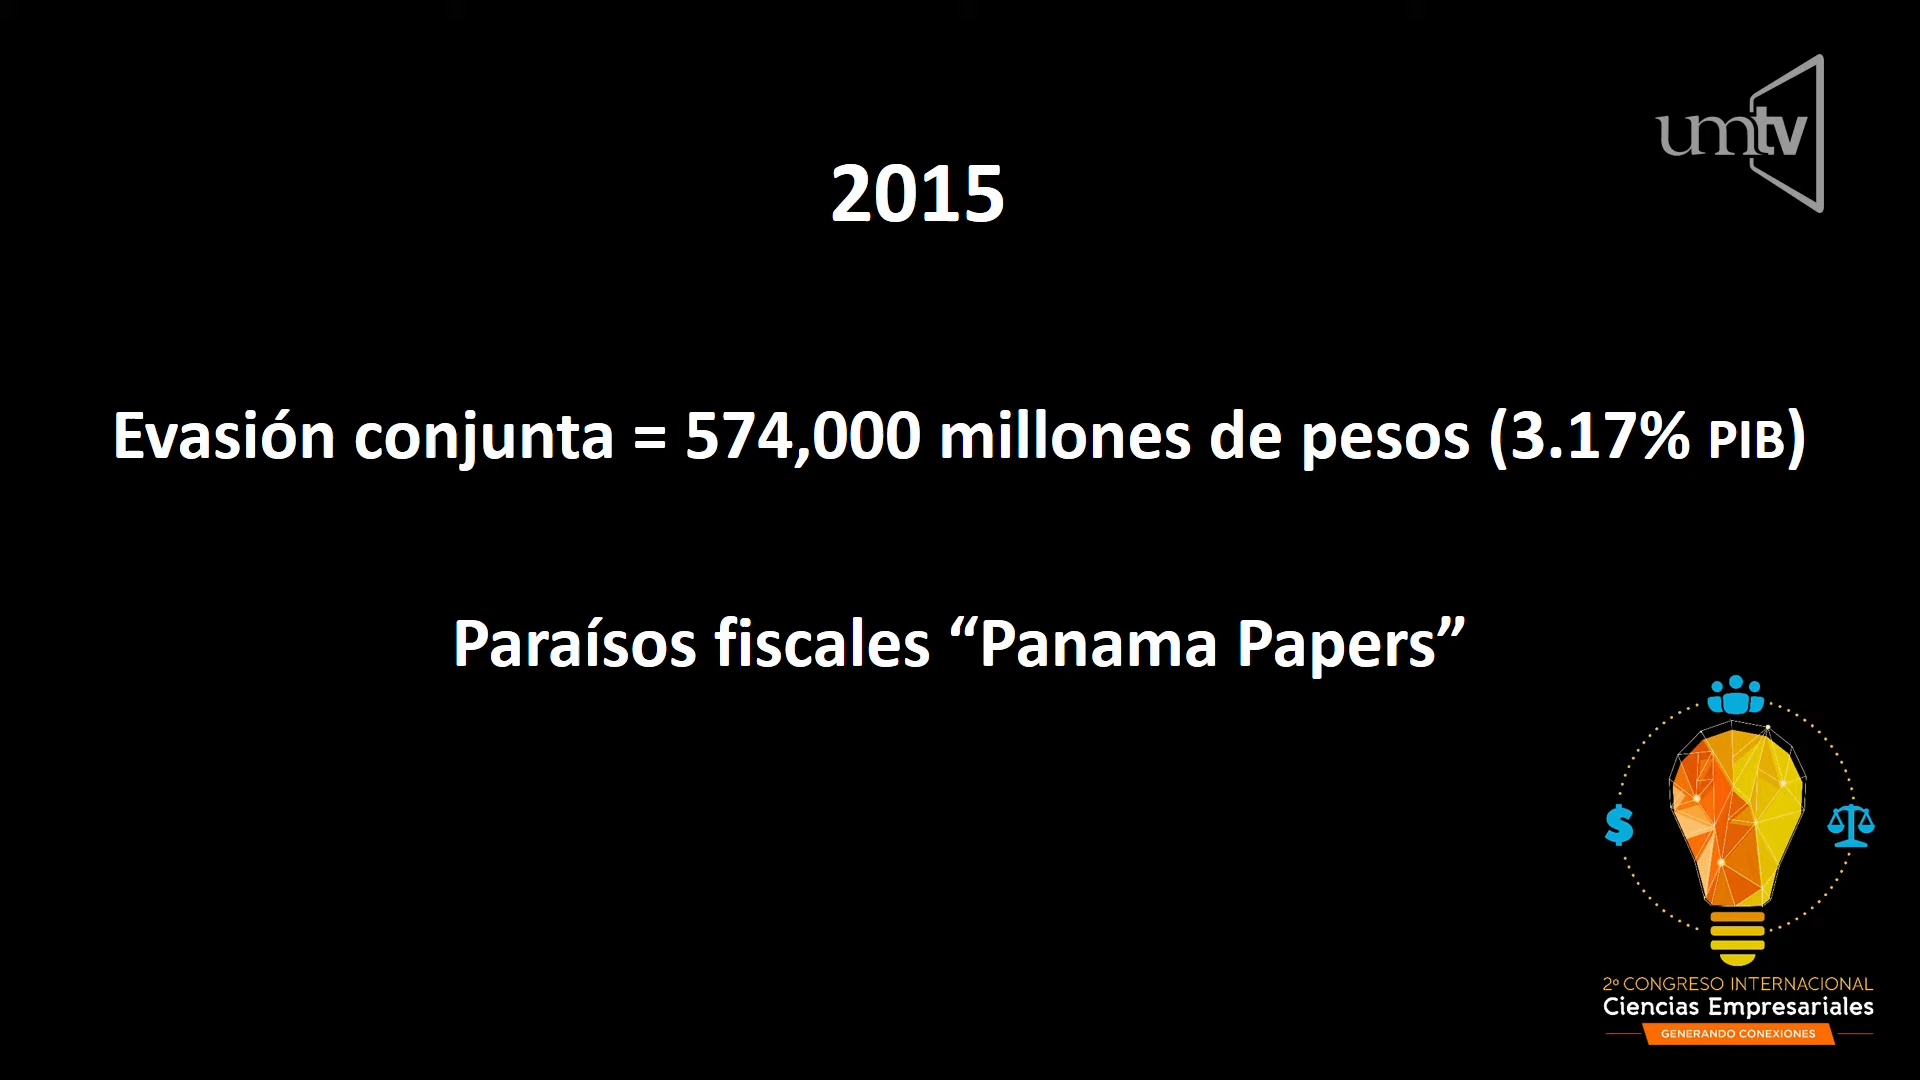 umtv
2015
Evasión conjunta = 574,000 millones de pesos (3.17% PIB)
Paraísos fiscales “Panama Papers”
$
2º CONGRESO INTERNACIONAL
Ciencias Empresariales
GENERANDO CONEXIONES